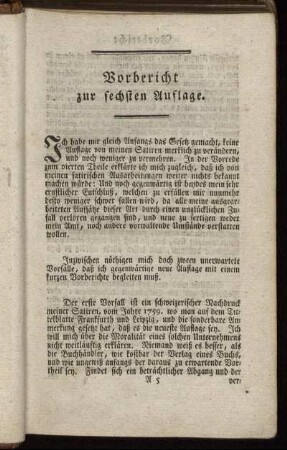 Vorbericht
zur sechsten Auflage.
Ich habe mir gleich Anfangs das Gesetz gemacht, keine
Auflage von meinen Satiren merklich zu verändern,
und noch weniger zu vermehren. In der Vorrede
zum vierten Theile erklärte ich mich zugleich, daß ich von
meinen satirischen Ausarbeitungen weiter nichts bekannt
machen würde: Und noch gegenwärtig ist beydes mein sehr
ernstlicher Entschluß, welchen zu erfüllen mir nunmehr
desto weniger schwer fallen wird, da alle meine ausgear-
beiteten Aufsätze dieser Art durch einen unglücklichen Zu-
fall verloren gegangen sind, und neue zu fertigen weder
mein Amt, noch andere vorwaltende Umstände verstatten
wollen.
Inzwischen nöthigen mich doch zween unerwartete
Vorfälle, daß ich gegenwärtige neue Auflage mit einem
kurzen Vorberichte begleiten muß.
Der erste Vorfall ist ein schweizerischer Nachdruck
meiner Satiren, vom Jahre 1759. wo man auf dem Ti-
telblatte Frankfurth und Leipzig, und die sonderbare An-
merkung gesetzt hat, daß es die neueste Auflage sey. Ich
will mich über die Moralität eines solchen Unternehmens
nicht weitläuftig erklären. Niemand weiß es besser, als
die Buchhändler, wie kostbar der Verlag eines Buchs,
und wie ungewiß anfangs der daraus zu erwartende Vor-
theil sey. Findet sich ein beträchtlicher Abgang und der
A 5 ver-